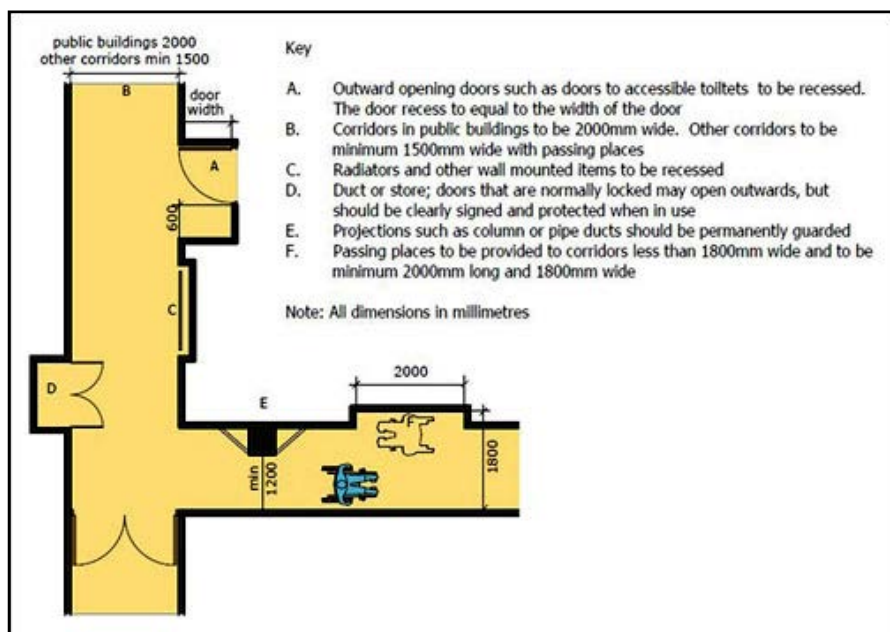 public buildings 2000
other corridors min 1500
B
door
width
A
600
C
D
E
2000
F
min
1200
1800
Key
A. Outward opening doors such as doors to accessible toiltets to be recessed.
The door recess to equal to the width of the door
B. Corridors in public buildings to be 2000mm wide. Other corridors to be
minimum 1500mm wide with passing places
C. Radiators and other wall mounted items to be recessed
D. Duct or store; doors that are normally locked may open outwards, but
should be clearly signed and protected when in use
E. Projections such as column or pipe ducts should be permanently guarded
F. Passing places to be provided to corridors less than 1800mm wide and to be
minimum 2000mm long and 1800mm wide
Note: All dimensions in millimetres